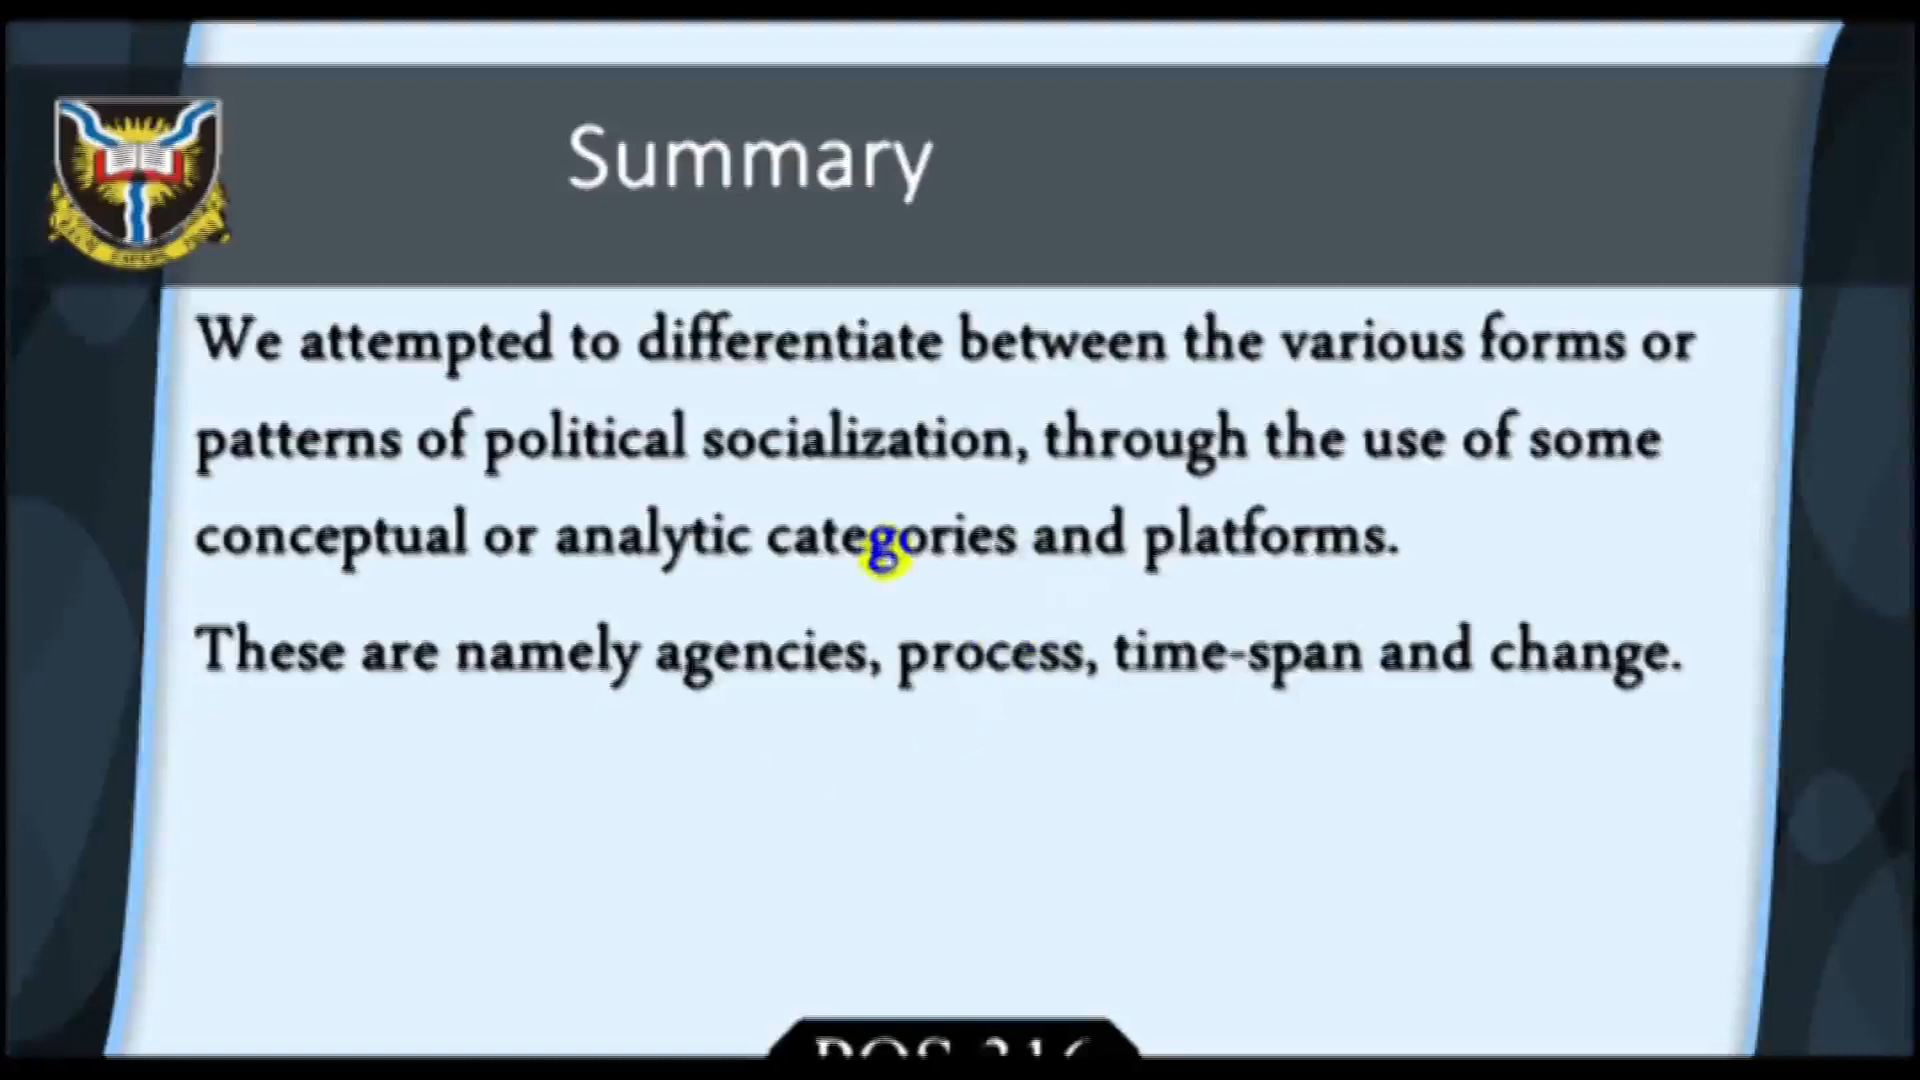 Summary
We attempted to differentiate between the various forms or
patterns of political socialization, through the use of some
conceptual or analytic categories and platforms.
These are namely agencies, process, time-span and change.